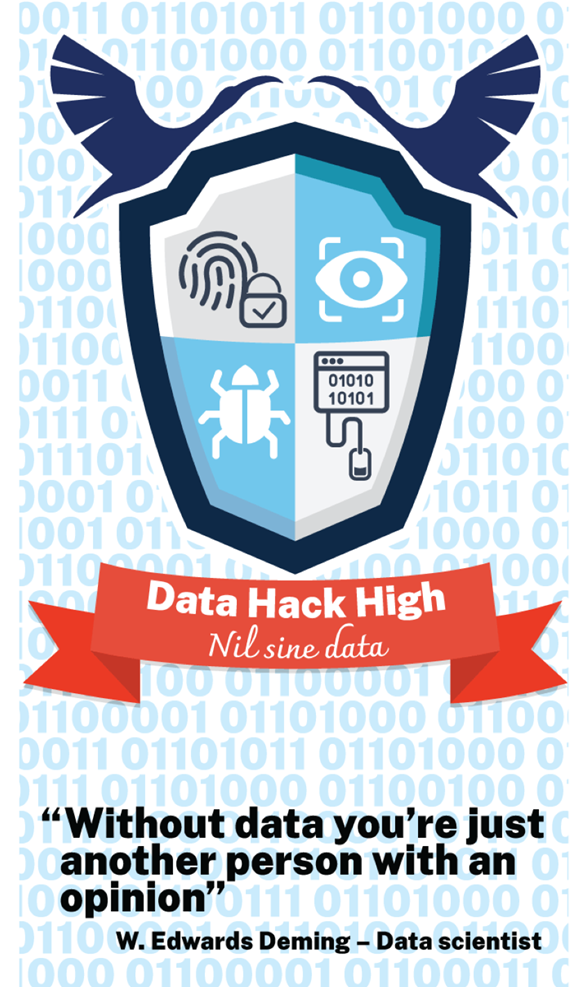 01010
10101
Data Hack High
Nil sine data
“Without data you’re just
another person with an
opinion”
W. Edwards Deming – Data scientist